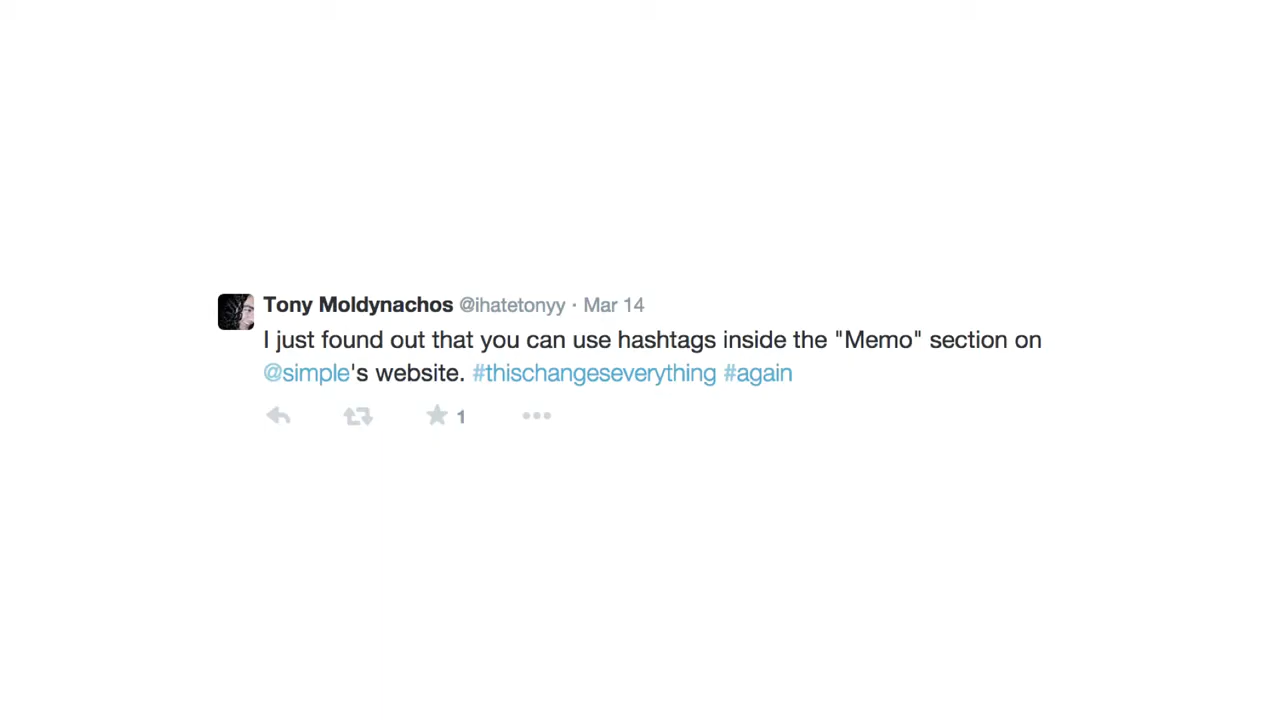 Tony Moldynachos @ihatetonyy · Mar 14
I just found out that you can use hashtags inside the "Memo" section on
@simple's website. #thischangeseverything #again
1